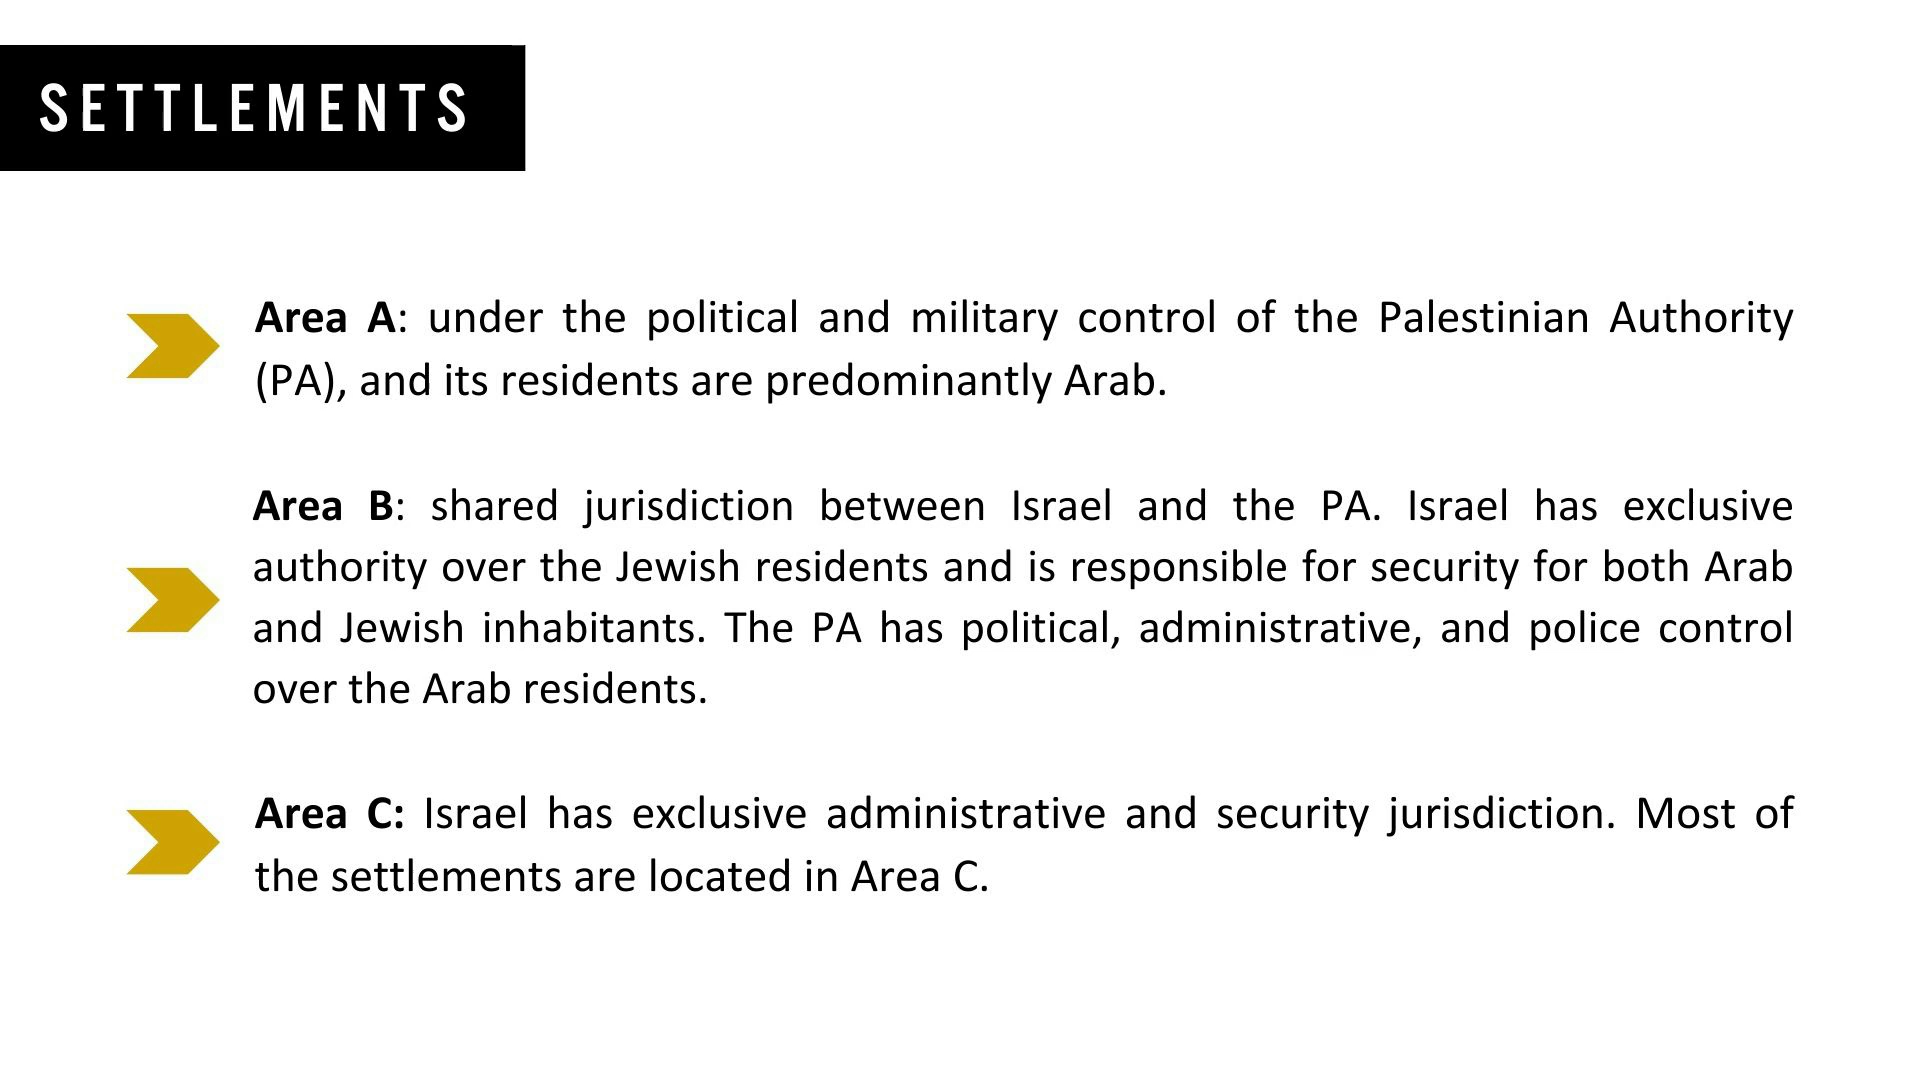 SETTLEMENTS
Area A: under the political and military control of the Palestinian Authority
(PA), and its residents are predominantly Arab.
Area B: shared jurisdiction between Israel and the PA. Israel has exclusive
authority over the Jewish residents and is responsible for security for both Arab
and Jewish inhabitants. The PA has political, administrative, and police control
over the Arab residents.
Area C: Israel has exclusive administrative and security jurisdiction. Most of
the settlements are located in Area C.